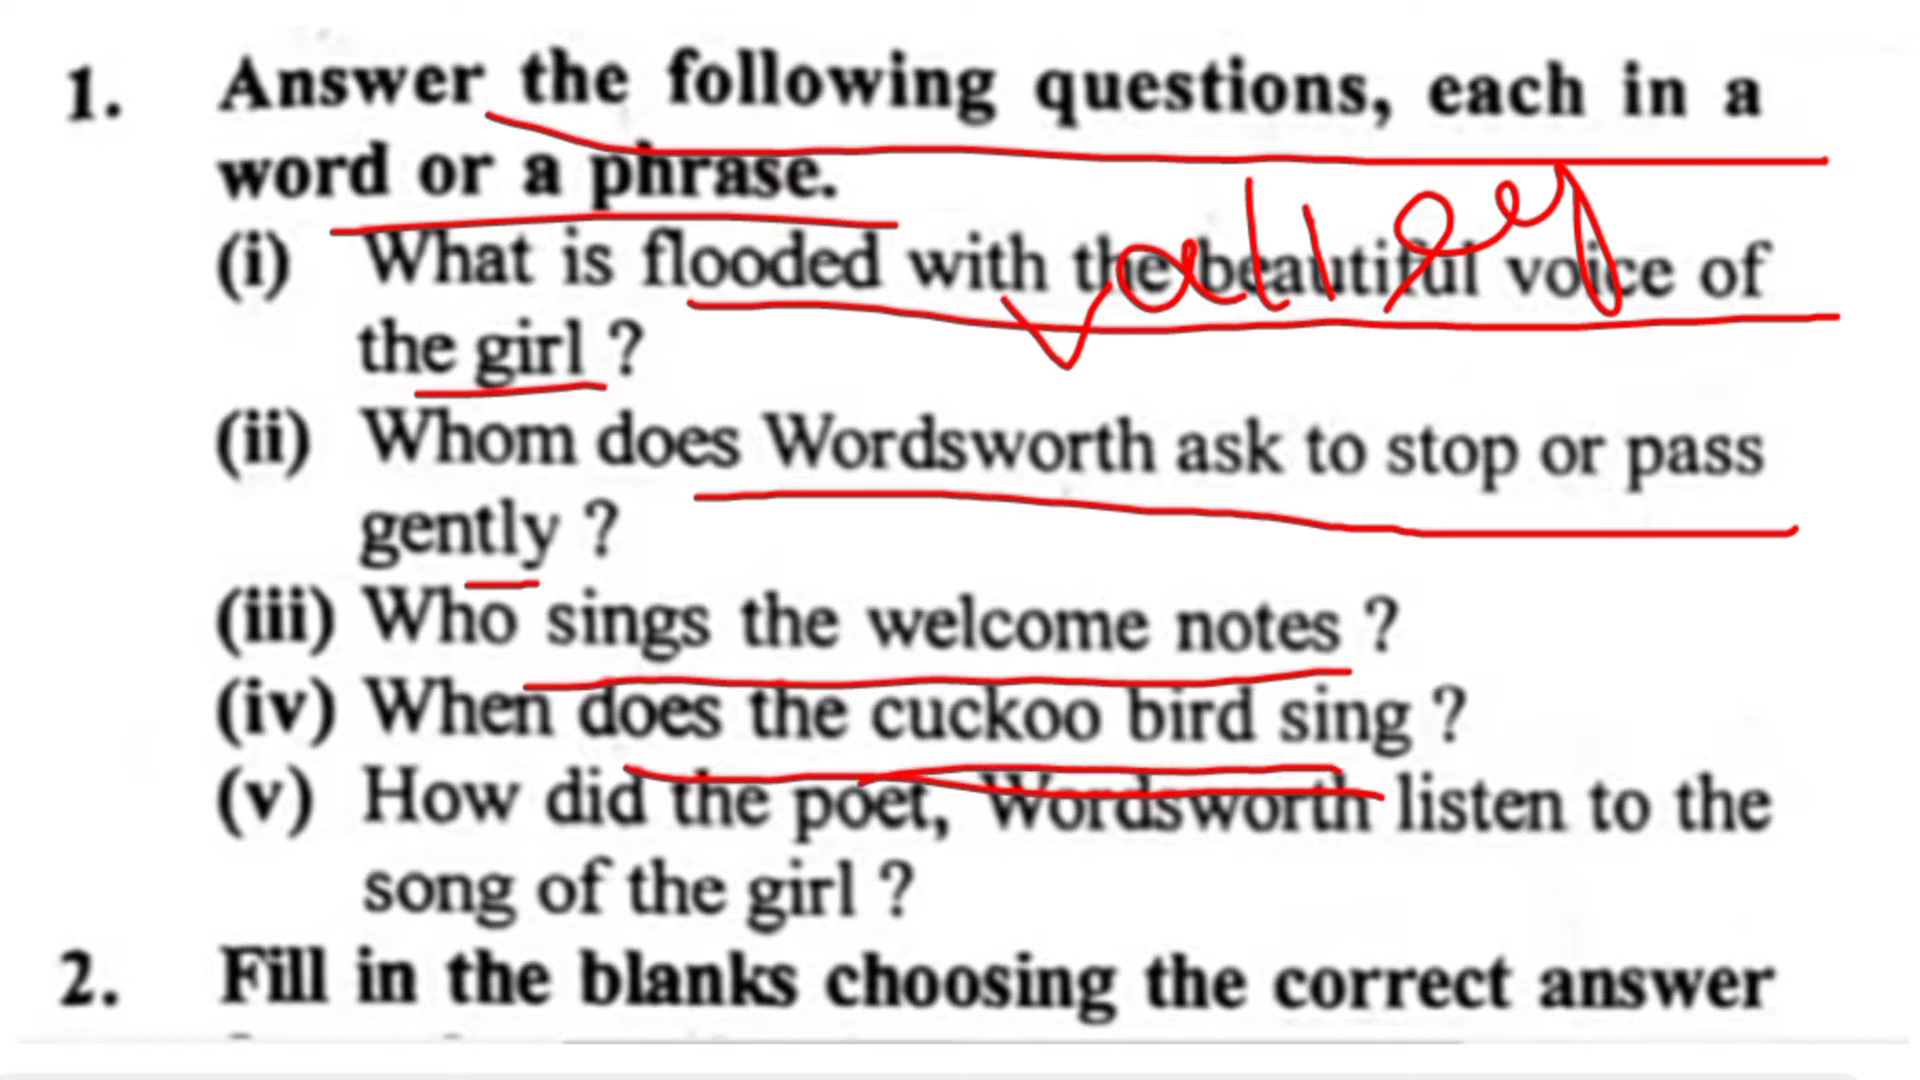 1. Answer the following questions, each in a
word or a phrase.
valley
(i) What is flooded with the beautiful voice of
the girl ?
(ii) Whom does Wordsworth ask to stop or pass
gently ?
(iii) Who sings the welcome notes ?
(iv) When does the cuckoo bird sing ?
(v) How did the poet, Wordsworth listen to the
song of the girl ?
2. Fill in the blanks choosing the correct answer